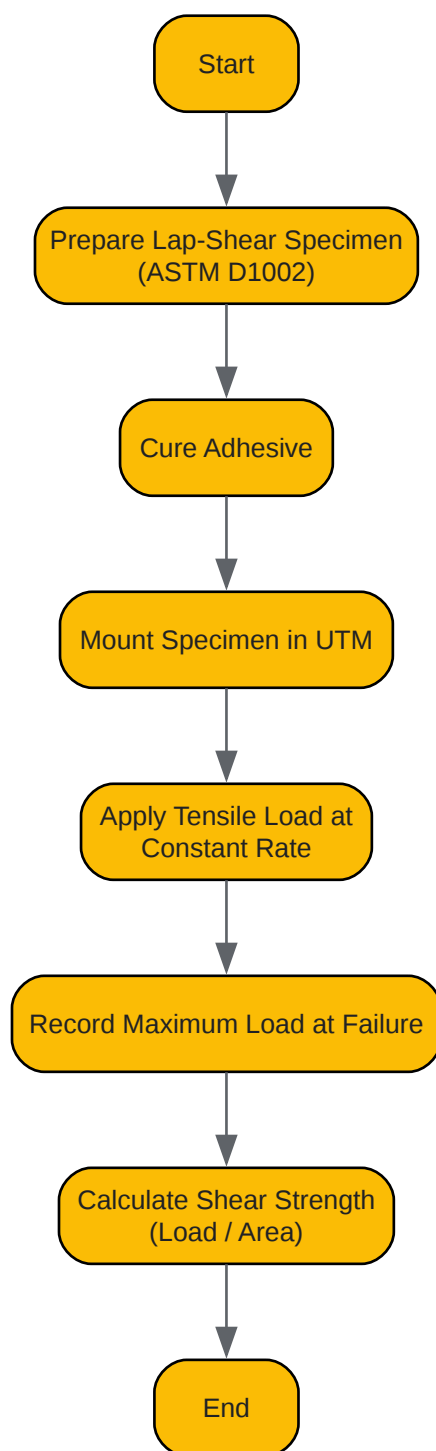 Start
Prepare Lap-Shear Specimen
(ASTM D1002)
Cure Adhesive
Mount Specimen in UTM
Apply Tensile Load at
Constant Rate
Record Maximum Load at Failure
Calculate Shear Strength
(Load / Area)
End